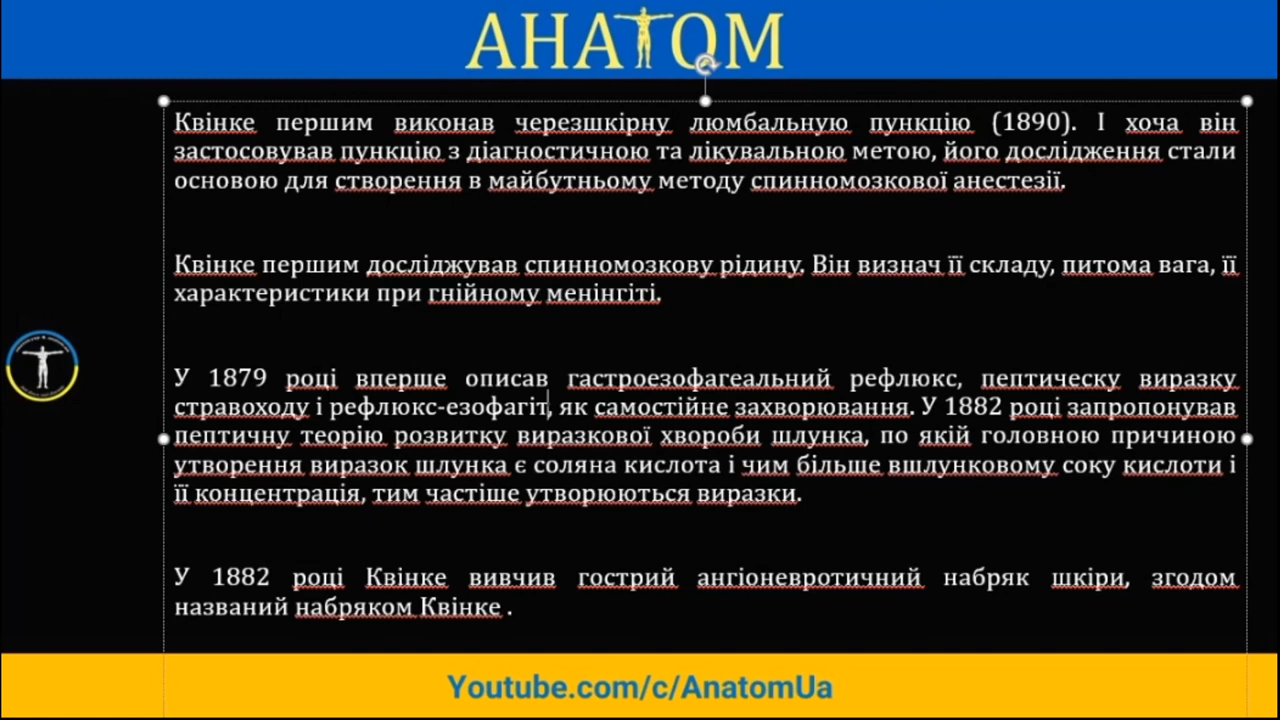 АНАТОМ
Квінке першим виконав черезшкірну люмбальную пункцію (1890). І хоча він
застосовував пункцію з діагностичною та лікувальною метою, його дослідження стали
основою для створення в майбутньому методу спинномозкової анестезії.
Квінке першим досліджував спинномозкову рідину. Він визнач її складу, питома вага, її
характеристики при гнійному менінгіті.
У 1879 році вперше описав гастроезофагеальний рефлюкс, пептическу виразку
стравоходу і рефлюкс-езофагіт, як самостійне захворювання. У 1882 році запропонував
пептичну теорію розвитку виразкової хвороби шлунка, по якій головною причиною
утворення виразок шлунка є соляна кислота і чим більше вшлунковому соку кислоти і
її концентрація, тим частіше утворюються виразки.
У 1882 році Квінке вивчив гострий ангіоневротичний набряк шкіри, згодом
названий набряком Квінке .
Youtube.com/c/AnatomUa